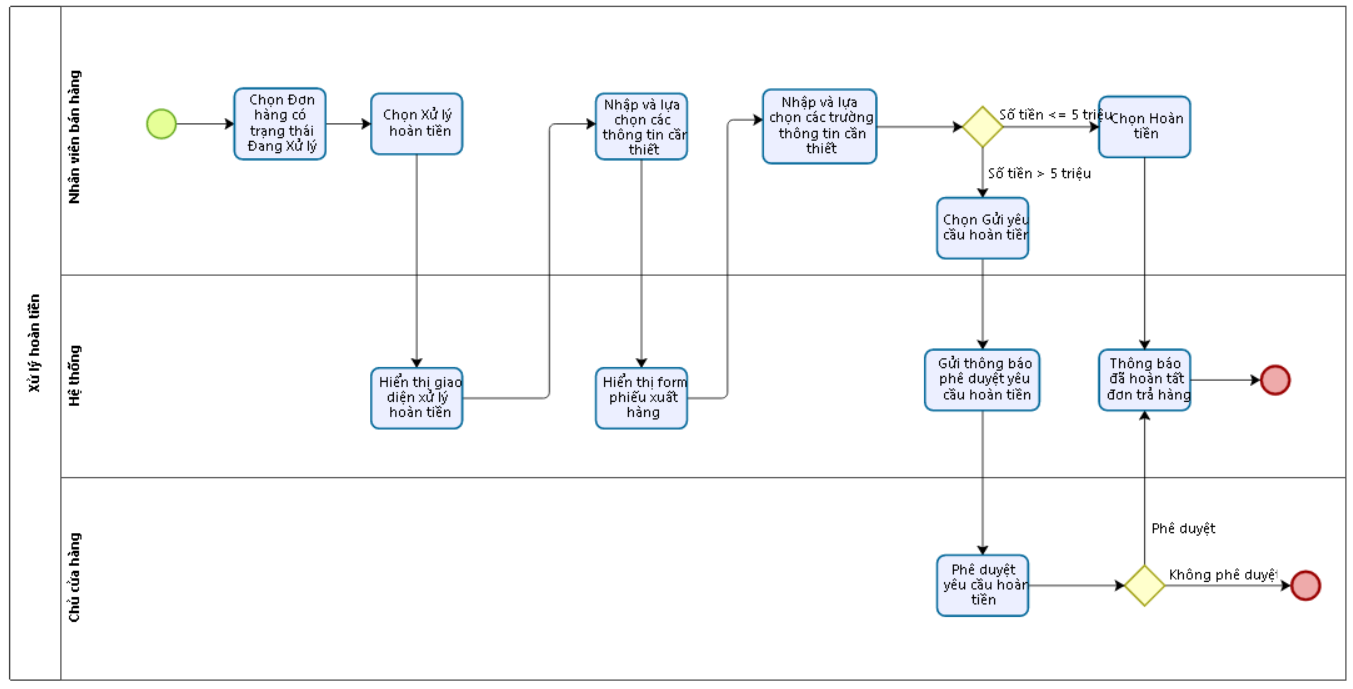 Xử lý hoàn tiền
Nhân viên bán hàng
Chọn Đơn
hàng có
trạng thái
Đang Xử lý
Chọn Xử lý
hoàn tiền
Nhập và lựa
chọn các
thông tin cần
thiết
Nhập và lựa
chọn các trường
thông tin cần
thiết
Số tiền <= 5 triệu
Chọn Hoàn
tiền
Số tiền > 5 triệu
Chọn Gửi yêu
cầu hoàn tiền
Hệ thống
Hiển thị giao
diện xử lý
hoàn tiền
Hiển thị form
phiếu xuất
hàng
Gửi thông báo
phê duyệt yêu
cầu hoàn tiền
Thông báo
đã hoàn tất
đơn trả hàng
Chủ cửa hàng
Phê duyệt
yêu cầu hoàn
tiền
Phê duyệt
Không phê duyệt